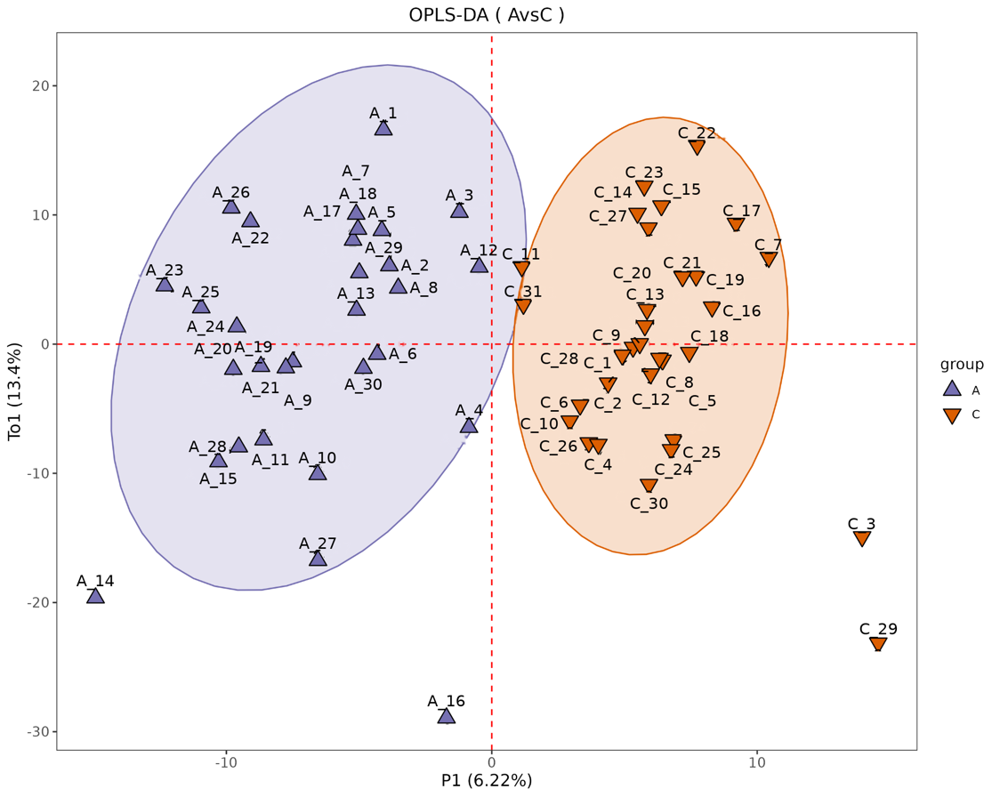 OPLS-DA ( AvsC )
20
10
0
-10
-20
-30
To1 (13.4%)
A_1
C_22
A_7
C_23
A_26
A_18
A_3
C_14
C_15
A_17
A_5
C_27
C_17
A_22
A_29
A_12
C_11
C_7
A_23
A_2
C_20
C_21
C_19
A_25
A_13
A_8
C_31
C_13
C_16
A_24
C_9
C_18
A_20
A_19
A_6
C_28
C_1
A_21
A_30
C_8
A_9
C_6
C_2
C_12
C_5
A_4
C_10
A_28
A_11
A_10
C_26
C_25
A_15
C_4
C_24
C_30
A_27
C_3
A_14
C_29
A_16
-10
0
10
P1 (6.22%)
group
A
C